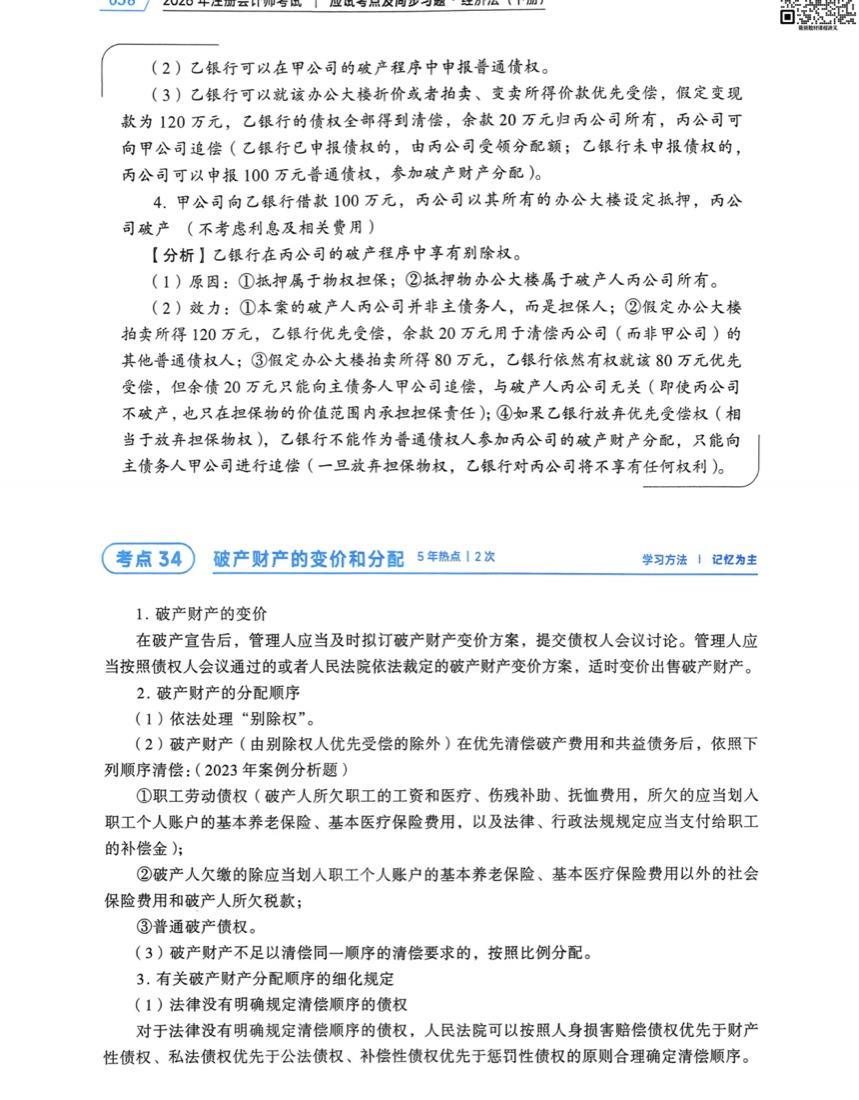 658 2026年注册会计师考试 | 应试考点及同步习题·经济法（下册）
（2）乙银行可以在甲公司的破产程序中申报普通债权。
（3）乙银行可以就该办公大楼折价或者拍卖、变卖所得价款优先受偿，假定变现
款为120万元，乙银行的债权全部得到清偿，余款20万元归丙公司所有，丙公司可
向甲公司追偿（乙银行已申报债权的，由丙公司受领分配额；乙银行未申报债权的，
丙公司可以申报100万元普通债权，参加破产财产分配）。
4. 甲公司向乙银行借款100万元，丙公司以其所有的办公大楼设定抵押，丙公
司破产 （不考虑利息及相关费用）
【分析】乙银行在丙公司的破产程序中享有别除权。
（1）原因：①抵押属于物权担保；②抵押物办公大楼属于破产人丙公司所有。
（2）效力：①本案的破产人丙公司并非主债务人，而是担保人；②假定办公大楼
拍卖所得120万元，乙银行优先受偿，余款20万元用于清偿丙公司（而非甲公司）的
其他普通债权人；③假定办公大楼拍卖所得80万元，乙银行依然有权就该80万元优先
受偿，但余债20万元只能向主债务人甲公司追偿，与破产人丙公司无关（即使丙公司
不破产，也只在担保物的价值范围内承担担保责任）；④如果乙银行放弃优先受偿权（相
当于放弃担保物权），乙银行不能作为普通债权人参加丙公司的破产财产分配，只能向
主债务人甲公司进行追偿（一旦放弃担保物权，乙银行对丙公司将不享有任何权利）。
考点 34 破产财产的变价和分配 5年热点 | 2次 学习方法 | 记忆为主
1. 破产财产的变价
在破产宣告后，管理人应当及时拟订破产财产变价方案，提交债权人会议讨论。管理人应
当按照债权人会议通过的或者人民法院依法裁定的破产财产变价方案，适时变价出售破产财产。
2. 破产财产的分配顺序
（1）依法处理“别除权”。
（2）破产财产（由别除权人优先受偿的除外）在优先清偿破产费用和共益债务后，依照下
列顺序清偿：（2023年案例分析题）
①职工劳动债权（破产人所欠职工的工资和医疗、伤残补助、抚恤费用，所欠的应当划入
职工个人账户的基本养老保险、基本医疗保险费用，以及法律、行政法规规定应当支付给职工
的补偿金）；
②破产人欠缴的除应当划入职工个人账户的基本养老保险、基本医疗保险费用以外的社会
保险费用和破产人所欠税款；
③普通破产债权。
（3）破产财产不足以清偿同一顺序的清偿要求的，按照比例分配。
3. 有关破产财产分配顺序的细化规定
（1）法律没有明确规定清偿顺序的债权
对于法律没有明确规定清偿顺序的债权，人民法院可以按照人身损害赔偿债权优先于财产
性债权、私法债权优先于公法债权、补偿性债权优先于惩罚性债权的原则合理确定清偿顺序。